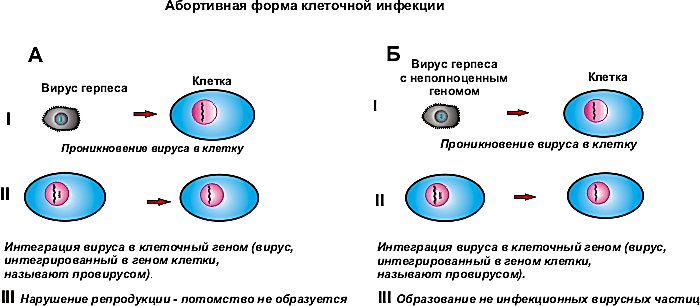 Абортивная форма клеточной инфекции
А
Вирус герпеса
Клетка
I
Проникновение вируса в клетку
II
Интеграция вируса в клеточный геном (вирус,
интегрированный в геном клетки,
называют провирусом).
III Нарушение репродукции - потомство не образуется
Б
Вирус герпеса
с неполноценным
геномом
Клетка
I
Проникновение вируса в клетку
II
Интеграция вируса в клеточный геном (вирус,
интегрированный в геном клетки,
называют провирусом).
III Образование не инфекционных вирусных частиц